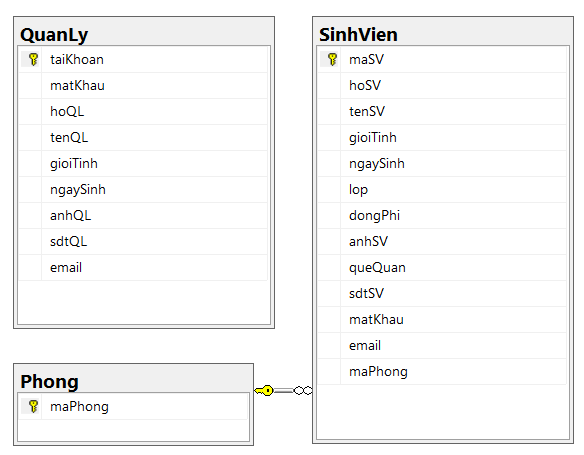 QuanLy
taiKhoan
matKhau
hoQL
tenQL
gioiTinh
ngaySinh
anhQL
sdtQL
email
SinhVien
maSV
hoSV
tenSV
gioiTinh
ngaySinh
lop
dongPhi
anhSV
queQuan
sdtSV
matKhau
email
maPhong
Phong
maPhong